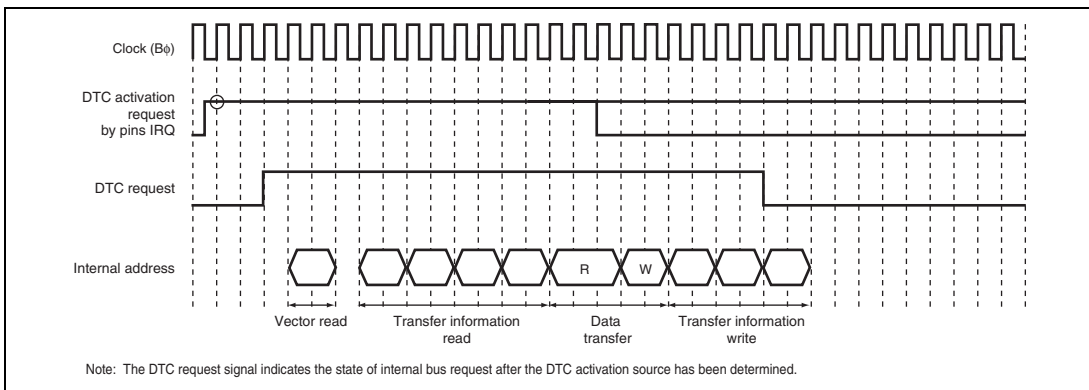 Clock (Bφ)
DTC activation
request
by pins IRQ
DTC request
Internal address
R
W
Vector read
Transfer information
read
Data
transfer
Transfer information
write
Note: The DTC request signal indicates the state of internal bus request after the DTC activation source has been determined.